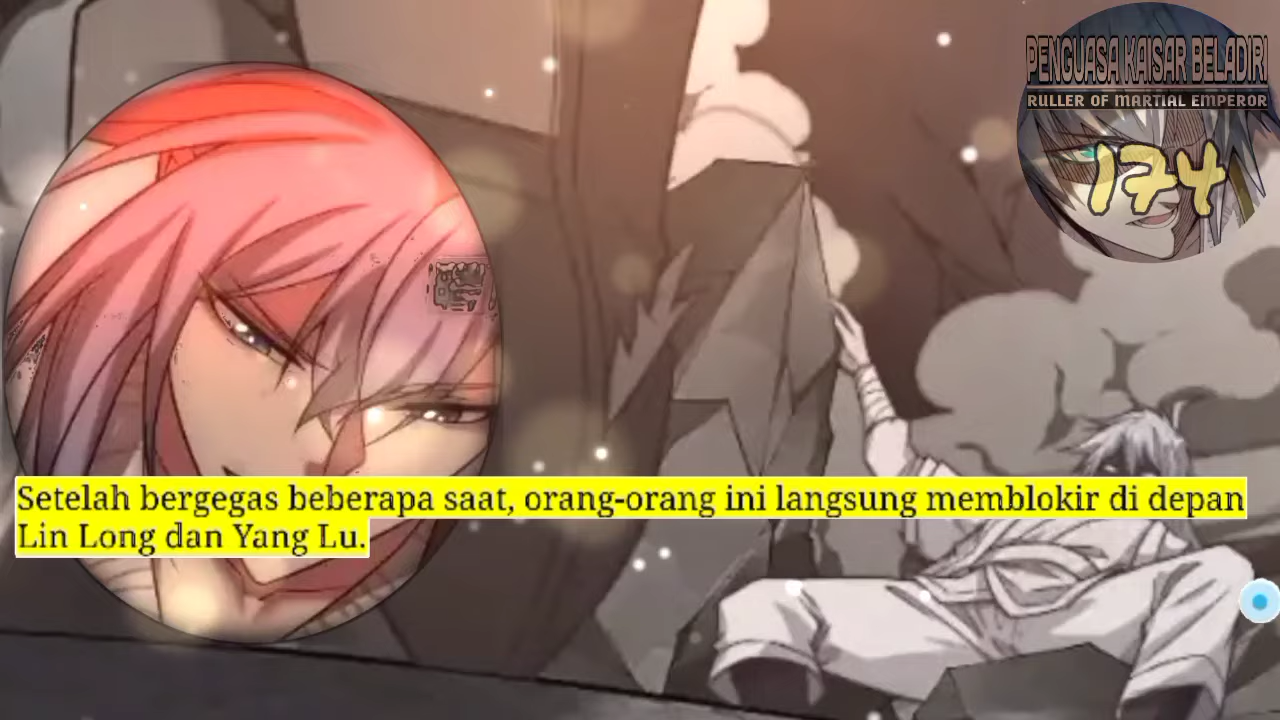 PENGUASA KAISAR BELADIRI
RULLER OF MARTIAL EMPEROR
174
Setelah bergegas beberapa saat, orang-orang ini langsung memblokir di depan
Lin Long dan Yang Lu.